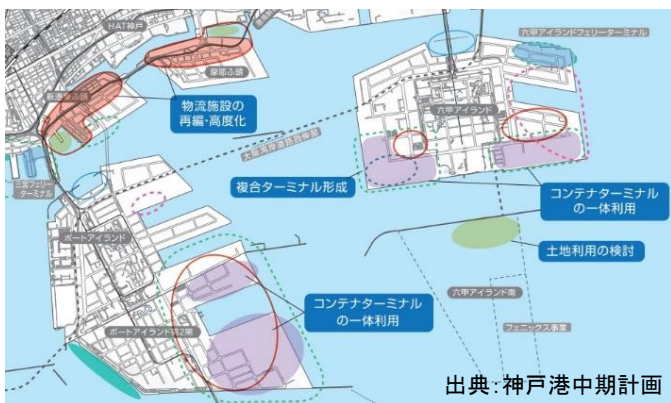 HAT神戸
摩耶ふ頭
六甲アイランドフェリーターミナル
新港東ふ頭
物流施設の
再編・高度化
六甲アイランド
大阪湾岸道路西伸部
三宮フェリー
ターミナル
複合ターミナル形成
コンテナターミナル
の一体利用
ポートアイランド
土地利用の検討
六甲アイランド南
コンテナターミナル
の一体利用
ポートアイランド第2期
フェニックス事業
出典：神戸港中期計画